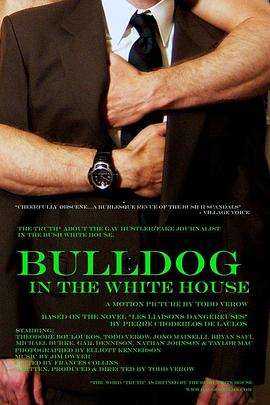 "CHEERFULLY OBSCENE...A BURLESQUE REVUE OF THE BUSH II SCANDALS"
- VILLAGE VOICE
THE TRUTH* ABOUT THE GAY HUSTLER/FAKE JOURNALIST
IN THE BUSH WHITE HOUSE.
BULLDOG
IN THE WHITE HOUSE
A MOTION PICTURE BY TODD VEROW
BASED ON THE NOVEL "LES LIAISONS DANGEREUSES"
BY PIERRE CHODERLOS DE LACLOS
STARRING:
THEODORE BOULOUKOS, TODD VEROW, JONO MAINELLI, BRYAN SAFI,
MICHAEL BURKE, GAIL DENNISON, NATHAN JOHNSON & TAYLOR MAC
PHOTOGRAPHED BY ELLIOTT KENNERSON
MUSIC BY JIM DWYER
COSTUMES BY FRANCES COLLINS
WRITTEN, PRODUCED & DIRECTED BY TODD VEROW
*THE WORD "TRUTH" AS DEFINED BY THE BUSH WHITE HOUSE.